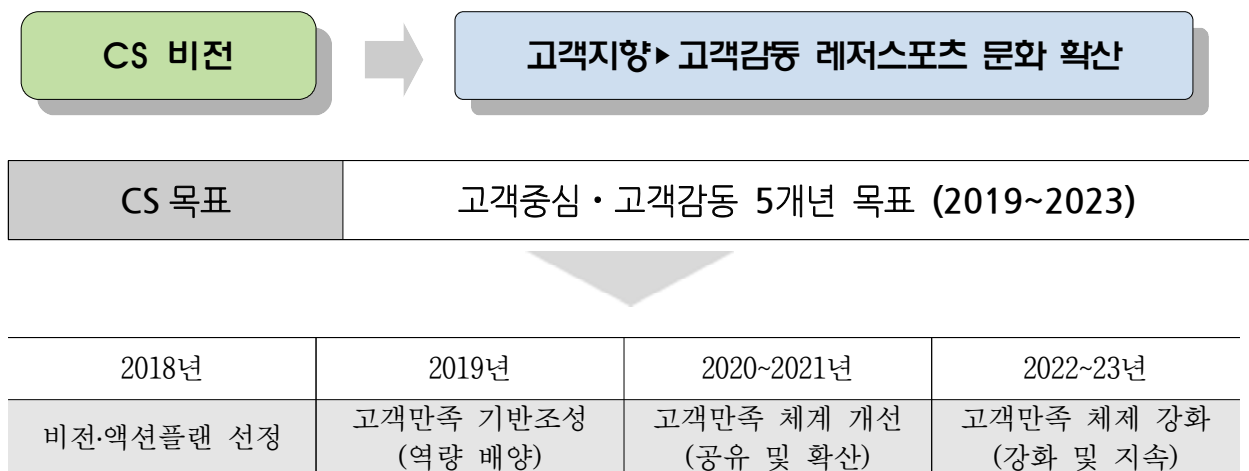 CS 비전
고객지향▶고객감동 레저스포츠 문화 확산
CS 목표
고객중심・고객감동 5개년 목표 (2019~2023)
2018년 2019년 2020~2021년 2022~23년
비전·액션플랜 선정
고객만족 기반조성
(역량 배양)
고객만족 체계 개선
(공유 및 확산)
고객만족 체제 강화
(강화 및 지속)